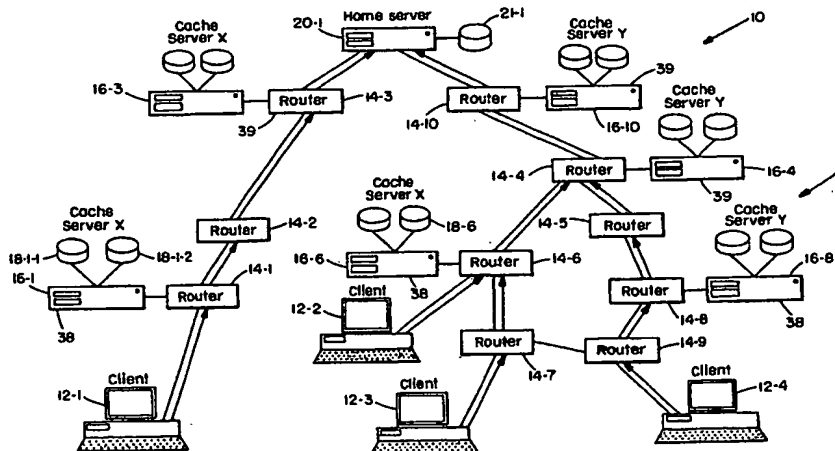 Home server
20-1
21-1
10
Cache
Server X
16-3
Router
39
14-3
Cache
Server Y
39
Router
14-10
16-10
Cache
Server Y
14-4
Router
16-4
39
Cache
Server X
18-1-1
18-1-2
16-1
38
Router
14-2
Router
14-1
Cache
Server X
18-6
16-6
38
Router
14-6
14-5
Router
Cache
Server Y
16-8
Router
38
14-8
Client
12-2
Router
14-7
Router
14-9
Client
12-1
Client
12-3
Client
12-4